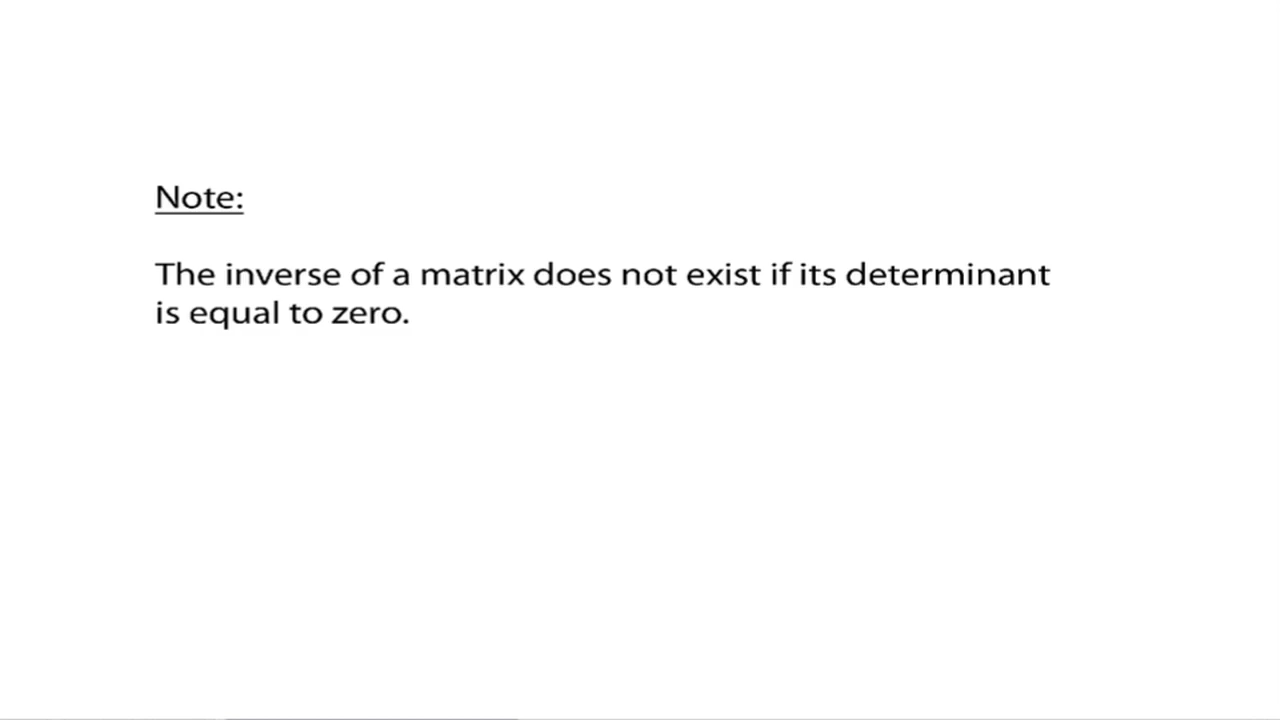 Note:
The inverse of a matrix does not exist if its determinant
is equal to zero.